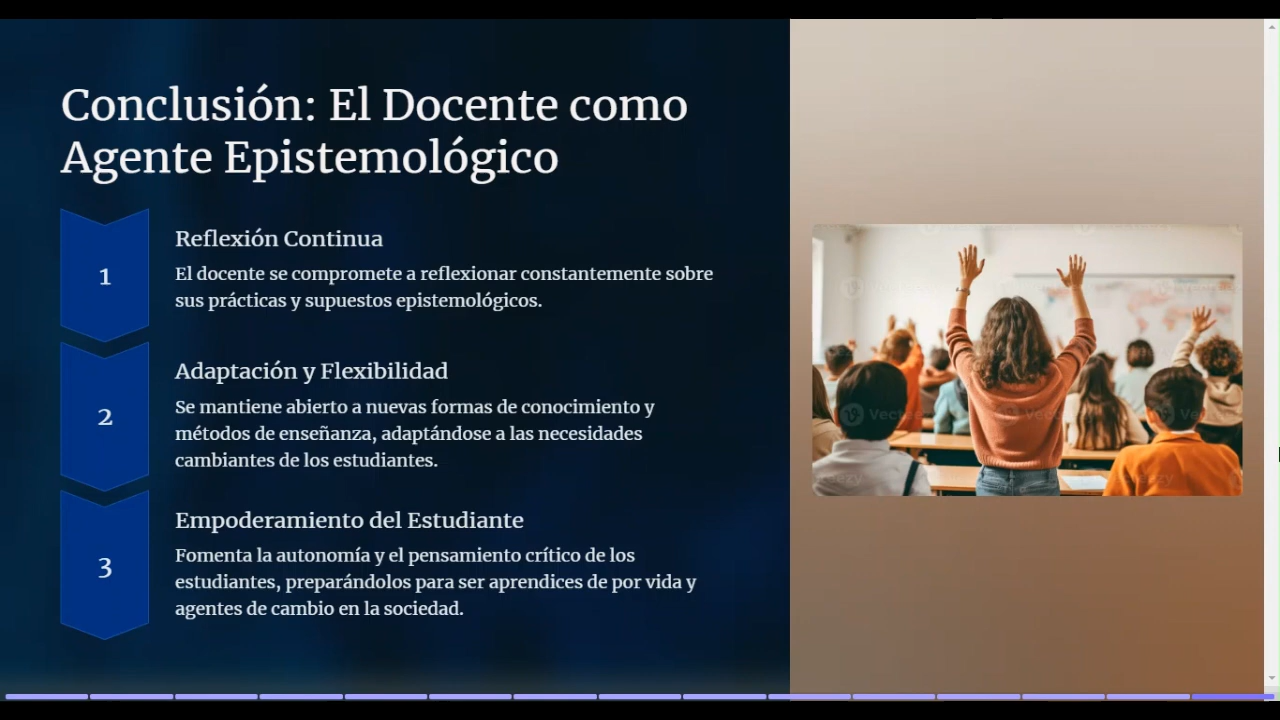 Conclusión: El Docente como
Agente Epistemológico
1
Reflexión Continua
El docente se compromete a reflexionar constantemente sobre
sus prácticas y supuestos epistemológicos.
2
Adaptación y Flexibilidad
Se mantiene abierto a nuevas formas de conocimiento y
métodos de enseñanza, adaptándose a las necesidades
cambiantes de los estudiantes.
3
Empoderamiento del Estudiante
Fomenta la autonomía y el pensamiento crítico de los
estudiantes, preparándolos para ser aprendices de por vida y
agentes de cambio en la sociedad.